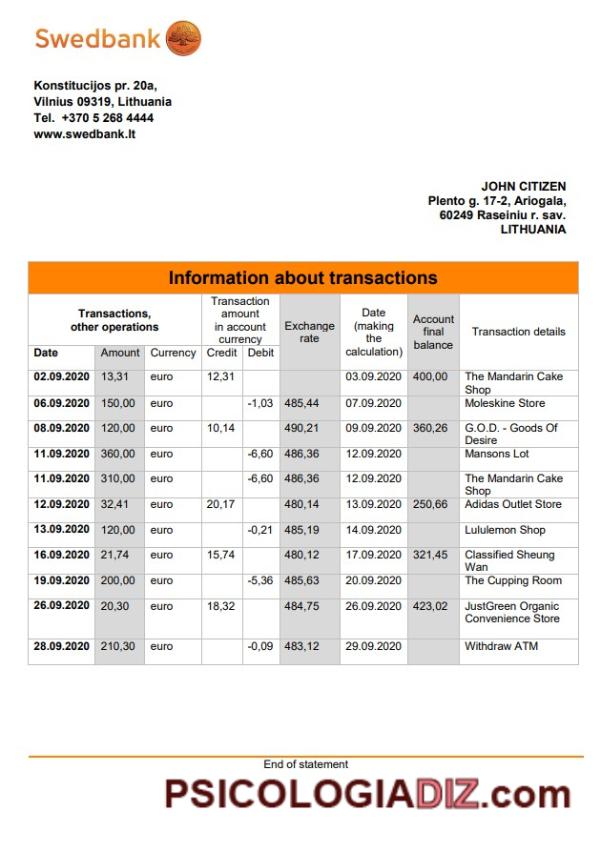 Swedbank
Konstitucijos pr. 20a,
Vilnius 09319, Lithuania
Tel. +370 5 268 4444
www.swedbank.lt
JOHN CITIZEN
Plento g. 17-2, Ariogala,
60249 Raseiniu r. sav.
LITHUANIA
Information about transactions
Transactions,
other operations
Transaction
amount
in account
currency
Exchange
rate
Date
(making
the
calculation)
Account
final
balance
Transaction details
Date Amount Currency Credit Debit
02.09.2020 13,31 euro 12,31 03.09.2020 400,00 The Mandarin Cake
Shop
06.09.2020 150,00 euro -1,03 485,44 07.09.2020 Moleskine Store
08.09.2020 120,00 euro 10,14 490,21 09.09.2020 360,26 G.O.D. - Goods Of
Desire
11.09.2020 360,00 euro -6,60 486,36 12.09.2020 Mansons Lot
11.09.2020 310,00 euro -6,60 486,36 12.09.2020 The Mandarin Cake
Shop
12.09.2020 32,41 euro 20,17 480,14 13.09.2020 250,66 Adidas Outlet Store
13.09.2020 120,00 euro -0,21 485,19 14.09.2020 Lululemon Shop
16.09.2020 21,74 euro 15,74 480,12 17.09.2020 321,45 Classified Sheung
Wan
19.09.2020 200,00 euro -5,36 485,63 20.09.2020 The Cupping Room
26.09.2020 20,30 euro 18,32 484,75 26.09.2020 423,02 JustGreen Organic
Convenience Store
28.09.2020 210,30 euro -0,09 483,12 29.09.2020 Withdraw ATM
End of statement
PSICOLOGIADIZ.com